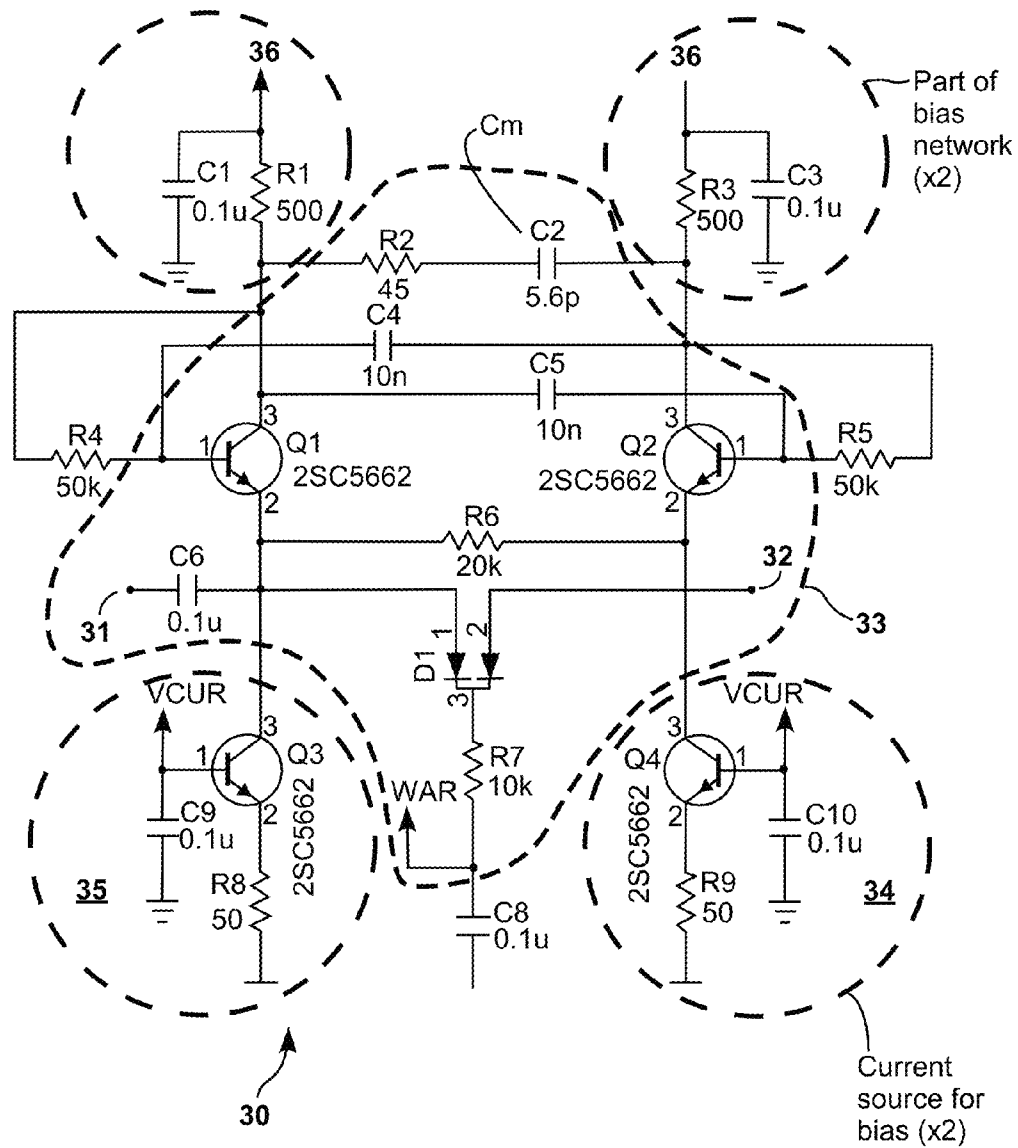 36
36
Part of
bias
network
(x2)
Cm
C1
0.1u
R1
500
R3
500
C3
0.1u
R2
45
C2
5.6p
C4
10n
C5
10n
R4
50k
1
3
2
Q1
2SC5662
Q2
2SC5662
3
1
2
R5
50k
R6
20k
C6
0.1u
31
32
33
D1
1
2
3
VCUR
VCUR
1
3
2
Q3
2SC5662
C9
0.1u
R8
50
35
R7
10k
WAR
C8
0.1u
Q4
2SC5662
3
1
2
C10
0.1u
R9
50
34
30
Current
source for
bias (x2)